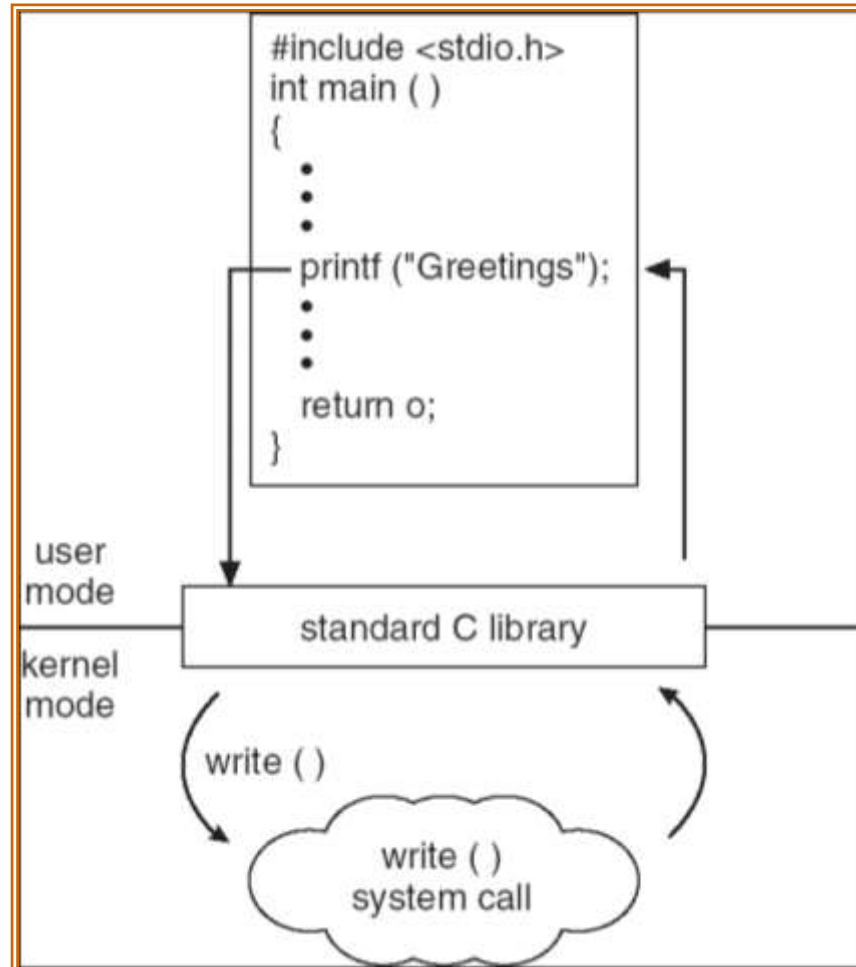 #include <stdio.h>
int main ( )
{
•
•
•
printf ("Greetings");
•
•
•
return o;
}
user
mode
standard C library
kernel
mode
write ( )
write ( )
system call